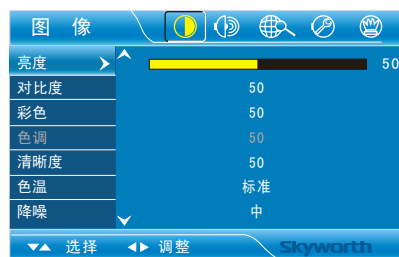 图 像
亮度 50
对比度 50
彩色 50
色调 50
清晰度 50
色温 标准
降噪 中
选择 调整 Skyworth